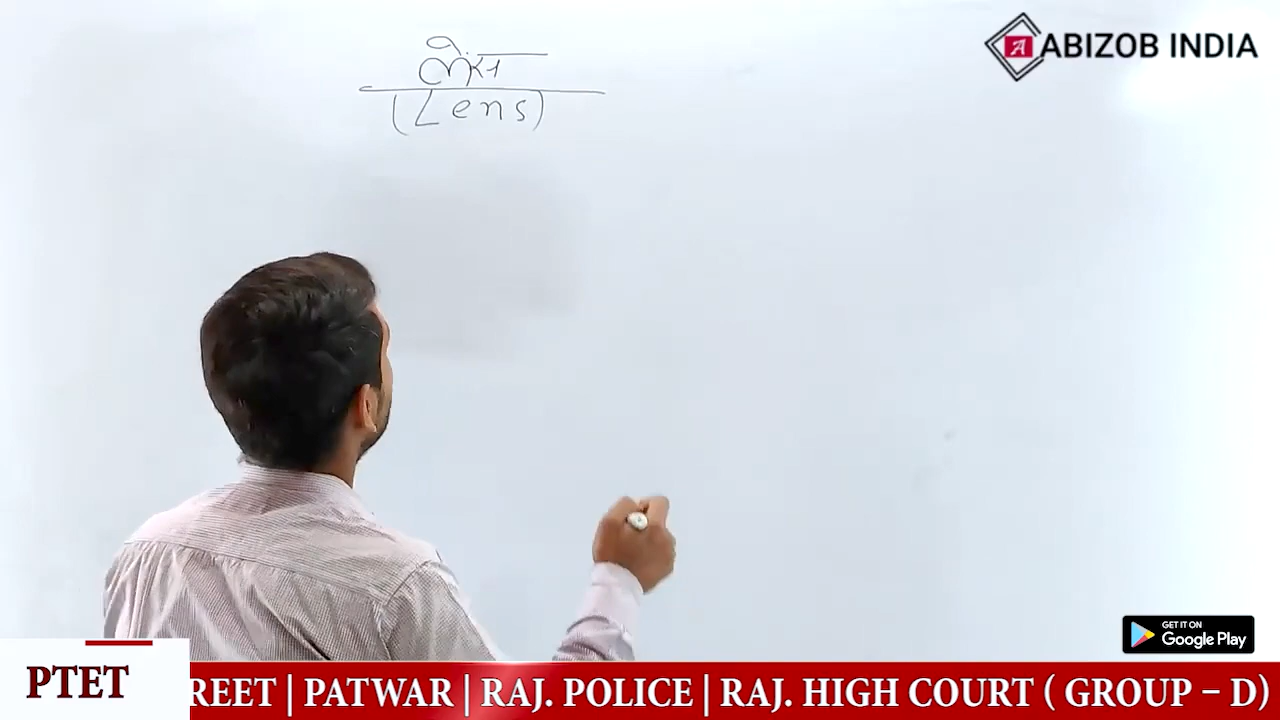 लेंस
(Lens)
ABIZOB INDIA
GET IT ON
Google Play
PTET
REET | PATWAR | RAJ. POLICE | RAJ. HIGH COURT ( GROUP – D)